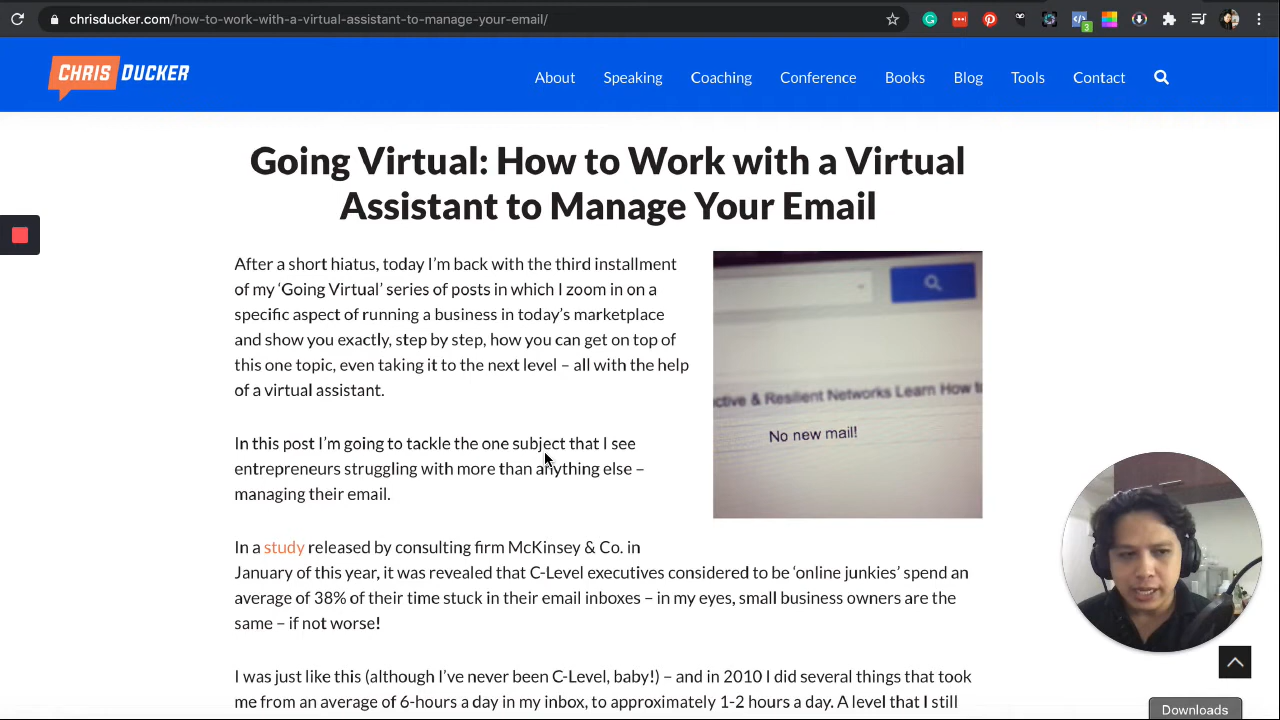 chrisducker.com/how-to-work-with-a-virtual-assistant-to-manage-your-email/
3
CHRIS DUCKER
About
Speaking
Coaching
Conference
Books
Blog
Tools
Contact
Going Virtual: How to Work with a Virtual
Assistant to Manage Your Email
After a short hiatus, today I’m back with the third installment
of my ‘Going Virtual’ series of posts in which I zoom in on a
specific aspect of running a business in today’s marketplace
and show you exactly, step by step, how you can get on top of
this one topic, even taking it to the next level – all with the help
of a virtual assistant.
ctive & Resilient Networks Learn How t
No new mail!
In this post I’m going to tackle the one subject that I see
entrepreneurs struggling with more than anything else –
managing their email.
In a study released by consulting firm McKinsey & Co. in
January of this year, it was revealed that C-Level executives considered to be ‘online junkies’ spend an
average of 38% of their time stuck in their email inboxes – in my eyes, small business owners are the
same – if not worse!
I was just like this (although I’ve never been C-Level, baby!) – and in 2010 I did several things that took
me from an average of 6-hours a day in my inbox, to approximately 1-2 hours a day. A level that I still
Downloads